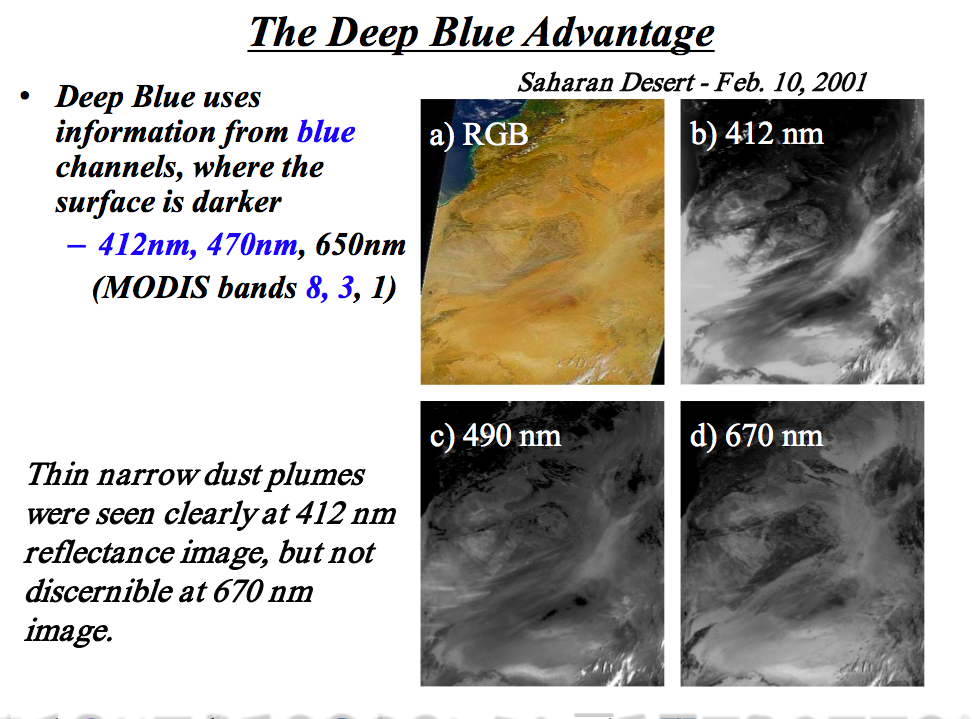 The Deep Blue Advantage
• Deep Blue uses
information from blue
channels, where the
surface is darker
– 412nm, 470nm, 650nm
(MODIS bands 8, 3, 1)
Thin narrow dust plumes
were seen clearly at 412 nm
reflectance image, but not
discernible at 670 nm
image.
Saharan Desert - Feb. 10, 2001
a) RGB
b) 412 nm
c) 490 nm
d) 670 nm